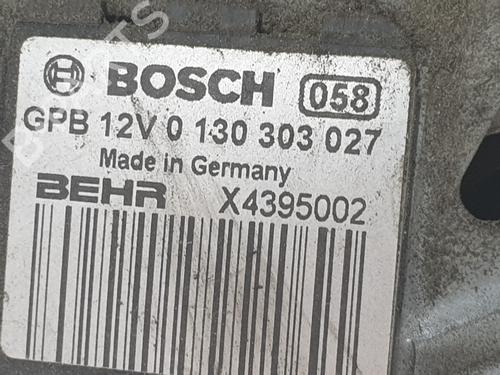 BOSCH 058
GPB 12V 0 130 303 027
Made in Germany
BEHR X4395002